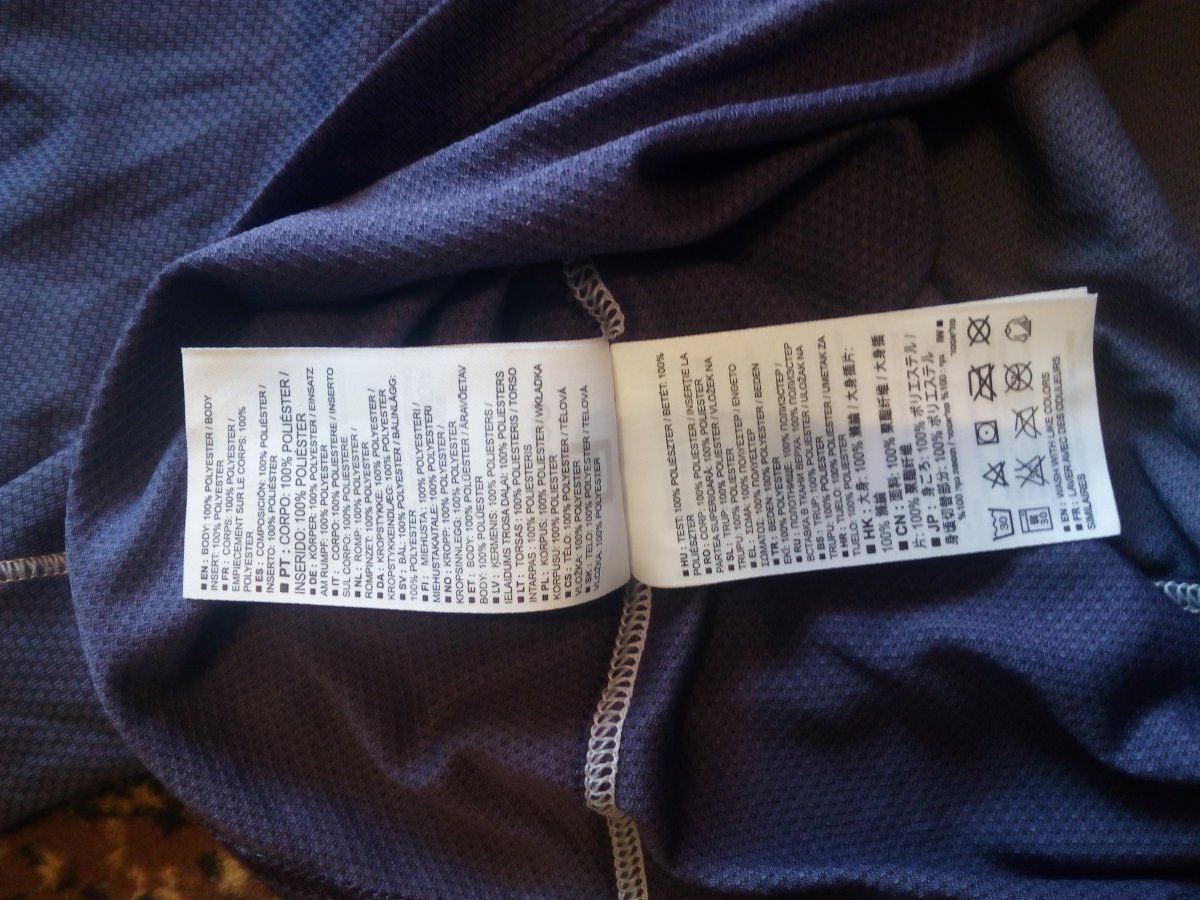 ■ EN : BODY: 100% POLYESTER / BODY
INSERT: 100% POLYESTER
■ FR : CORPS: 100% POLYESTER /
EMPIECEMENT SUR LE CORPS: 100%
POLYESTER
■ ES : COMPOSICIÓN: 100% POLIÉSTER /
INSERTO: 100% POLIÉSTER
■ PT : CORPO: 100% POLIÉSTER /
INSERIDO: 100% POLIÉSTER
■ DE : KÖRPER: 100% POLYESTER / EINSATZ
AM RUMPF: 100% POLYESTER
■ IT : CORPO: 100% POLIESTERE / INSERTO
SUL CORPO: POLIESTERE
■ NL : ROMP: 100% POLYESTER /
ROMPINZET: 100% POLYESTER
■ DA : KROPSTYKKE: 100% POLYESTER /
KROPSTYKKEINDLÆG: 100% POLYESTER
■ SV : BÅL: 100% POLYESTER / BÅLINLÄGG:
100% POLYESTER
■ FI : MIEHUSTA: 100% POLYESTERI /
MIEHUSTAKAPPALE: 100% POLYESTERI
■ NO : KROPP: 100% POLYESTER /
KROPSINNLEGG: 100% POLYESTER
■ ET : BODY: 100% POLÜESTER / ÄRAVÕETAV
BODY: 100% POLÜESTER
■ LV : ĶERMENIS: 100% POLIESTERS /
IELAIDUMS TRIOSA DAĻĀ: 100% POLIESTERS
■ LT : TORSAS: 100% POLIESTERIS / TORSO
INTARPAS: 100% POLIESTERIS
■ PL : KORPUS: 100% POLIESTER / WKŁADKA
KORPUSU: 100% POLIESTER
■ CS : TĚLO: 100% POLYESTER / TĚLOVÁ
VLOŽKA 100% POLYESTER
■ SK : TELO: 100% POLYESTER / TELOVÁ
VLOŽKA: 100% POLYESTER
■ HU : TEST: 100% POLIÉSZTER / BETÉT: 100%
POLIÉSZTER
■ RO : CORP: 100% POLIESTER / INSERȚIE LA
PARTEA SUPERIOARĂ: 100% POLIESTER
■ SL : TRUP: 100% POLIESTER / VLOŽEK NA
TRUPU: 100% POLIESTER
■ EL : ΣΩΜΑ: 100% ΠΟΛΥΕΣΤΕΡ / ΕΝΘΕΤΟ
ΣΩΜΑΤΟΣ: 100% ΠΟΛΥΕΣΤΕΡ
■ TR : BEDEN: 100% POLYESTER / BEDEN
EKİ: 100% POLYESTER
■ RU : ПОЛОТНИЩЕ: 100% ПОЛИЭСТЕР /
ВСТАВКА В ТКАНИ: 100% ПОЛИЭСТЕР
■ BS : TRUP: 100% POLIESTER / ULOŽAK NA
TRUPU: 100% POLIESTER
■ HR : TIJELO: 100% POLIESTER / UMETAK ZA
TIJELO: 100% POLIESTER
■ HK : 大身: 100% 滌綸 / 大身插片:
100% 滌綸
■ CN : 面料: 100% 聚酯纤维 / 大身插
片: 100% 聚酯纤维
■ JP : 身ごろ: 100% ポリエステル /
身頃切替部分: 100% ポリエステル
30
30
■ EN : WASH WITH LIKE COLORS
■ FR : LAVER AVEC DES COULEURS
SIMILAIRES